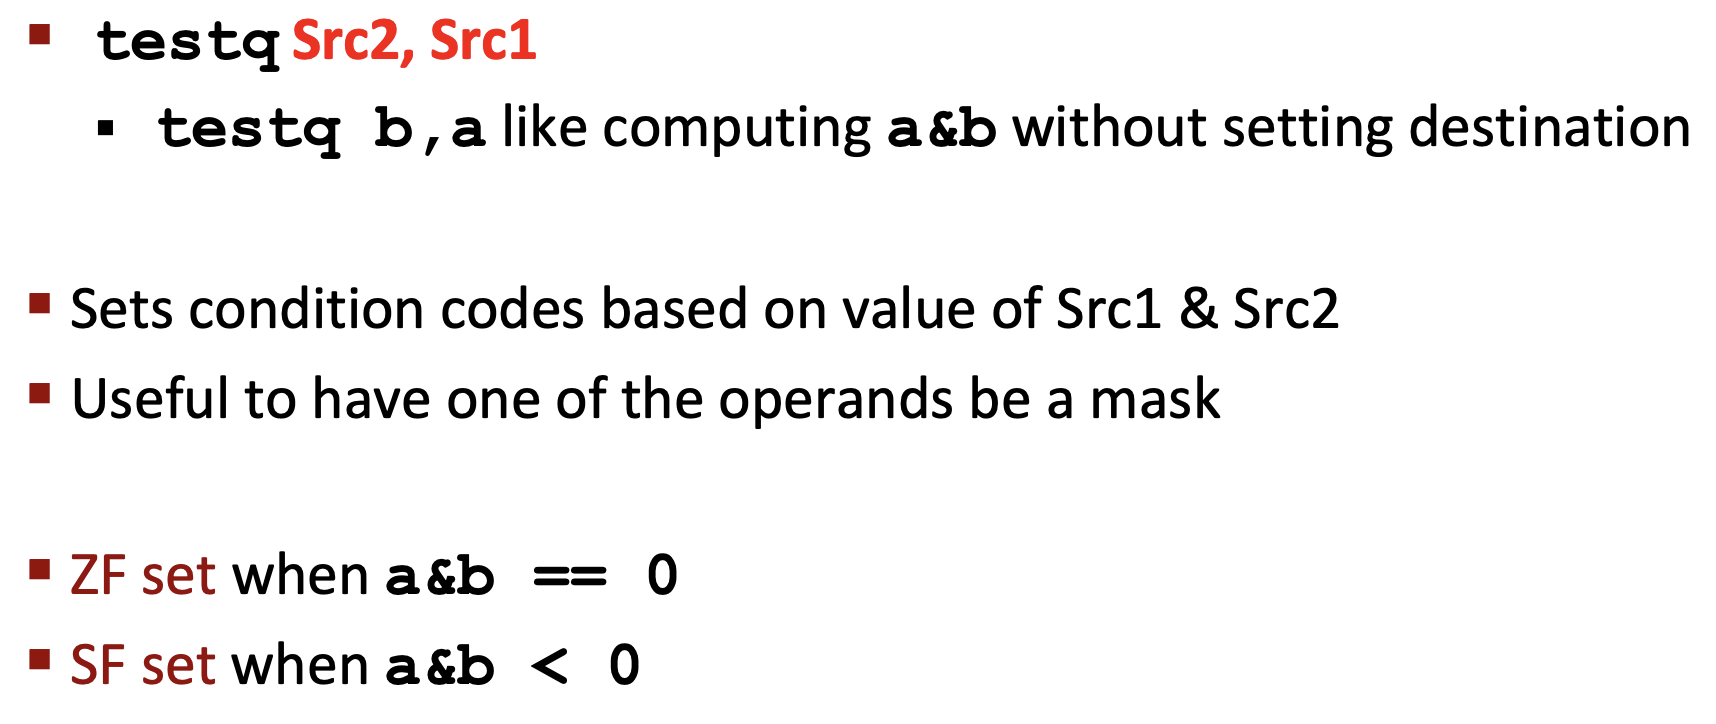 testq Src2, Src1
testq b,a like computing a&b without setting destination
Sets condition codes based on value of Src1 & Src2
Useful to have one of the operands be a mask
ZF set when a&b == 0
SF set when a&b < 0